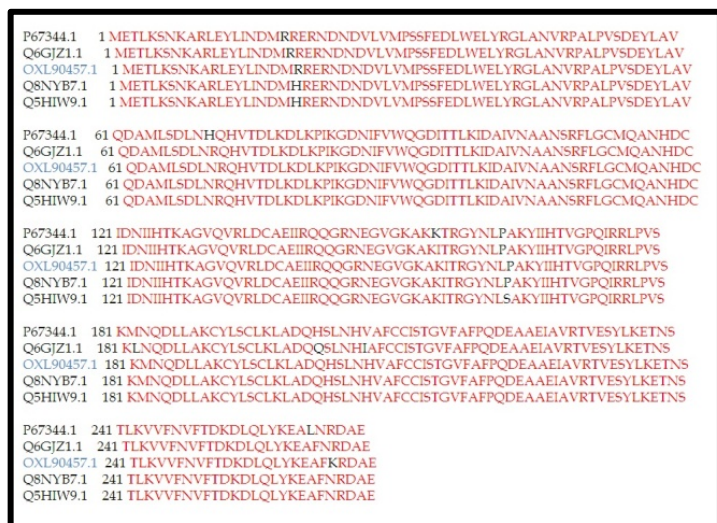 P67344.1 1 METLKSNKARLEYLINDMRRERNDNDVLVMPSSFEDLWELYRGLANVRPALPVSDEYLAV
Q6GJZ1.1 1 METLKSNKARLEYLINDMRRERNDNDVLVMPSSFEDLWELYRGLANVRPALPVSDEYLAV
OXL90457.1 1 METLKSNKARLEYLINDMRRERNDNDVLVMPSSFEDLWELYRGLANVRPALPVSDEYLAV
Q8NYB7.1 1 METLKSNKARLEYLINDMHRERNDNDVLVMPSSFEDLWELYRGLANVRPALPVSDEYLAV
Q5HIW9.1 1 METLKSNKARLEYLINDMHRERNDNDVLVMPSSFEDLWELYRGLANVRPALPVSDEYLAV
P67344.1 61 QDAMLSDLNHQHVTDLKDLKPIKGDNIFVWQGDITTLKIDAIVNAANSRFLGCMQANHDC
Q6GJZ1.1 61 QDAMLSDLNRQHVTDLKDLKPIKGDNIFVWQGDITTLKIDAIVNAANSRFLGCMQANHDC
OXL90457.1 61 QDAMLSDLNRQHVTDLKDLKPIKGDNIFVWQGDITTLKIDAIVNAANSRFLGCMQANHDC
Q8NYB7.1 61 QDAMLSDLNRQHVTDLKDLKPIKGDNIFVWQGDITTLKIDAIVNAANSRFLGCMQANHDC
Q5HIW9.1 61 QDAMLSDLNRQHVTDLKDLKPIKGDNIFVWQGDITTLKIDAIVNAANSRFLGCMQANHDC
P67344.1 121 IDNIIHTKAGVQVRLDCAEIIRQQGRNEGVGKAKKTRGYNLPAKYIIHTVGPQIRRLPVS
Q6GJZ1.1 121 IDNIIHTKAGVQVRLDCAEIIRQQGRNEGVGKAKITRGYNLPAKYIIHTVGPQIRRLPVS
OXL90457.1 121 IDNIIHTKAGVQVRLDCAEIIRQQGRNEGVGKAKITRGYNLPAKYIIHTVGPQIRRLPVS
Q8NYB7.1 121 IDNIIHTKAGVQVRLDCAEIIRQQGRNEGVGKAKITRGYNLPAKYIIHTVGPQIRRLPVS
Q5HIW9.1 121 IDNIIHTKAGVQVRLDCAEIIRQQGRNEGVGKAKITRGYNLSAKYIIHTVGPQIRRLPVS
P67344.1 181 KMNQDLLAKCYLSCLKLADQHSLNHVAFCCISTGVFAFPQDEAAEIAVRTVESYLKETNS
Q6GJZ1.1 181 KLNQDLLAKCYLSCLKLADQQSLNHIAFCCISTGVFAFPQDEAAEIAVRTVESYLKETNS
OXL90457.1 181 KMNQDLLAKCYLSCLKLADQHSLNHVAFCCISTGVFAFPQDEAAEIAVRTVESYLKETNS
Q8NYB7.1 181 KMNQDLLAKCYLSCLKLADQHSLNHVAFCCISTGVFAFPQDEAAEIAVRTVESYLKETNS
Q5HIW9.1 181 KMNQDLLAKCYLSCLKLADQHSLNHVAFCCISTGVFAFPQDEAAEIAVRTVESYLKETNS
P67344.1 241 TLKVVFNVFTDKDLQLYKEALNRDAE
Q6GJZ1.1 241 TLKVVFNVFTDKDLQLYKEAFNRDAE
OXL90457.1 241 TLKVVFNVFTDKDLQLYKEAFKRDAE
Q8NYB7.1 241 TLKVVFNVFTDKDLQLYKEAFNRDAE
Q5HIW9.1 241 TLKVVFNVFTDKDLQLYKEAFNRDAE